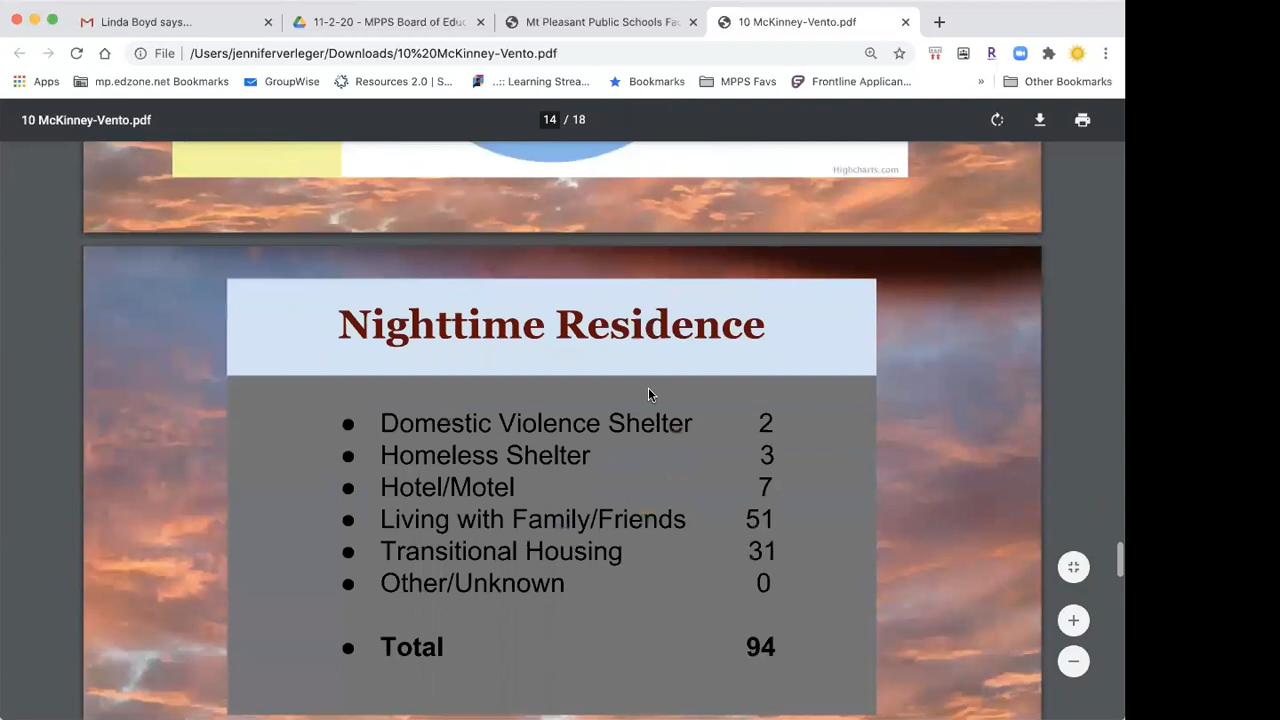 Linda Boyd says...
11-2-20 - MPPS Board of Educ
Mt Pleasant Public Schools Fac
10 McKinney-Vento.pdf
File
/Users/jenniferverleger/Downloads/10%20McKinney-Vento.pdf
Apps
mp.edzone.net Bookmarks
GroupWise
Resources 2.0 | S...
..:: Learning Strea...
Bookmarks
MPPS Favs
Frontline Applican...
»
Other Bookmarks
10 McKinney-Vento.pdf
14 / 18
Highcharts.com
Nighttime Residence
● Domestic Violence Shelter 2
● Homeless Shelter 3
● Hotel/Motel 7
● Living with Family/Friends 51
● Transitional Housing 31
● Other/Unknown 0
● Total 94